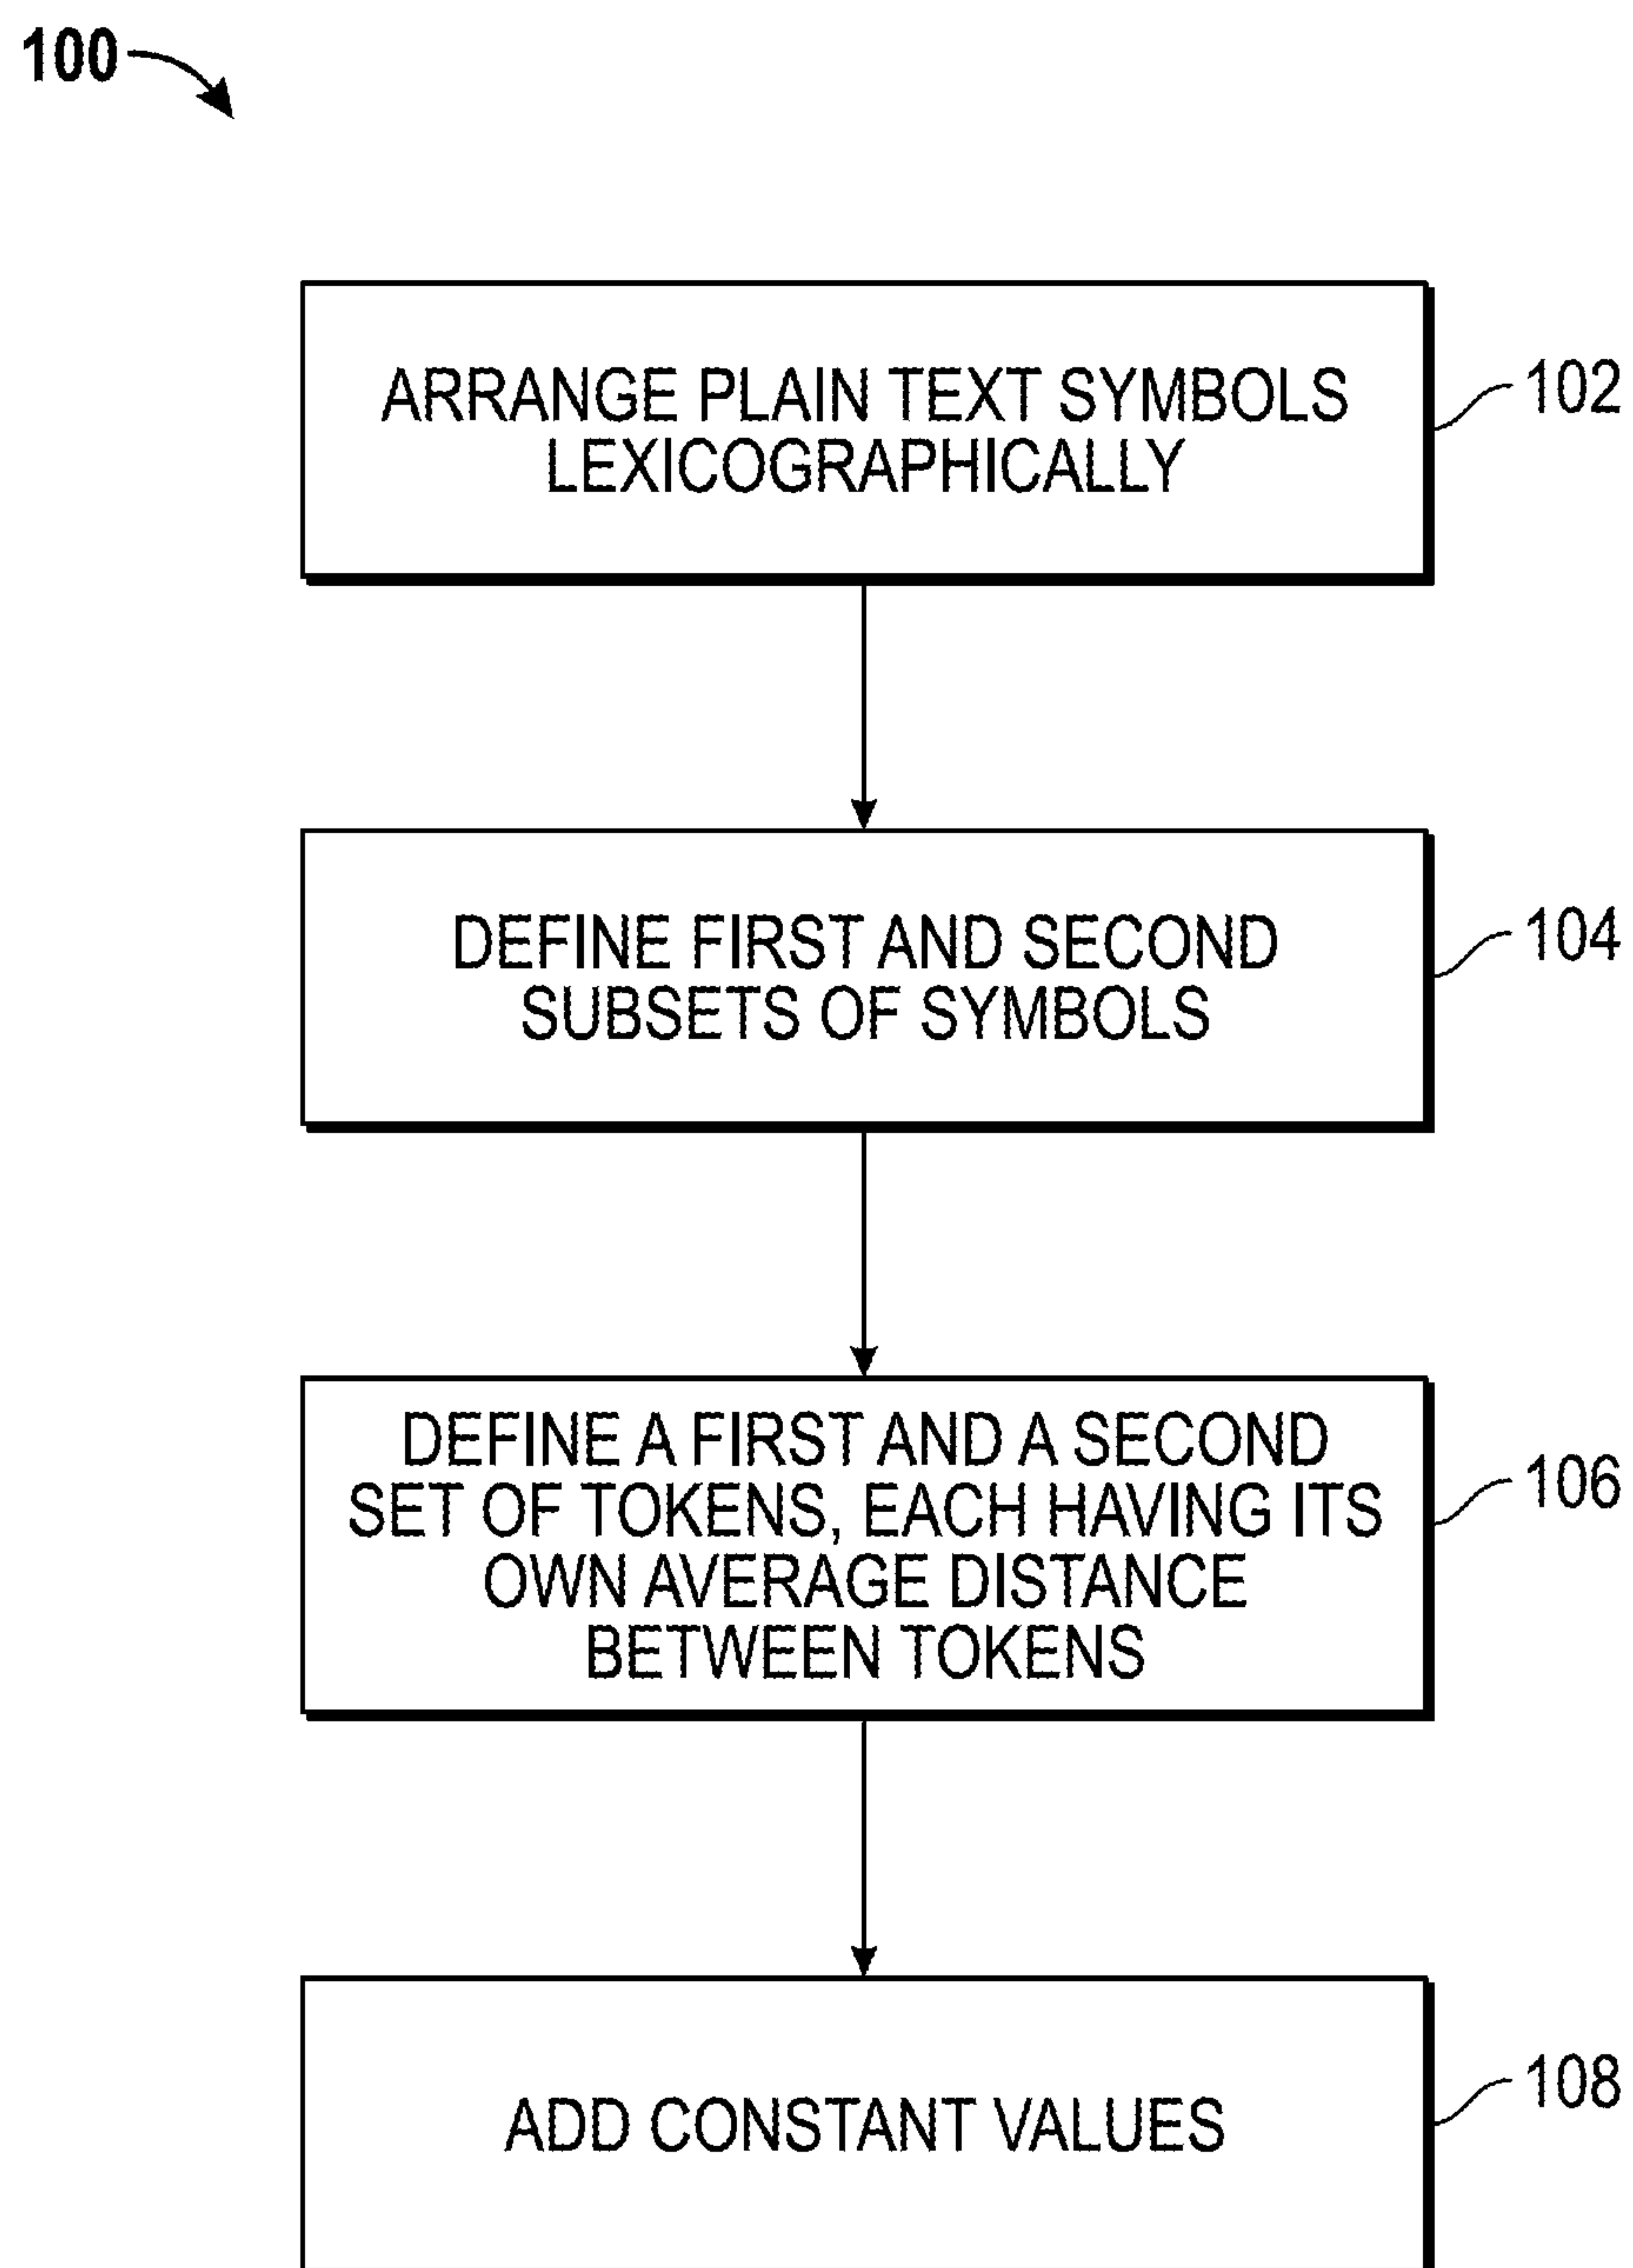 100
ARRANGE PLAIN TEXT SYMBOLS
LEXICOGRAPHICALLY
102
DEFINE FIRST AND SECOND
SUBSETS OF SYMBOLS
104
DEFINE A FIRST AND A SECOND
SET OF TOKENS, EACH HAVING ITS
OWN AVERAGE DISTANCE
BETWEEN TOKENS
106
ADD CONSTANT VALUES
108